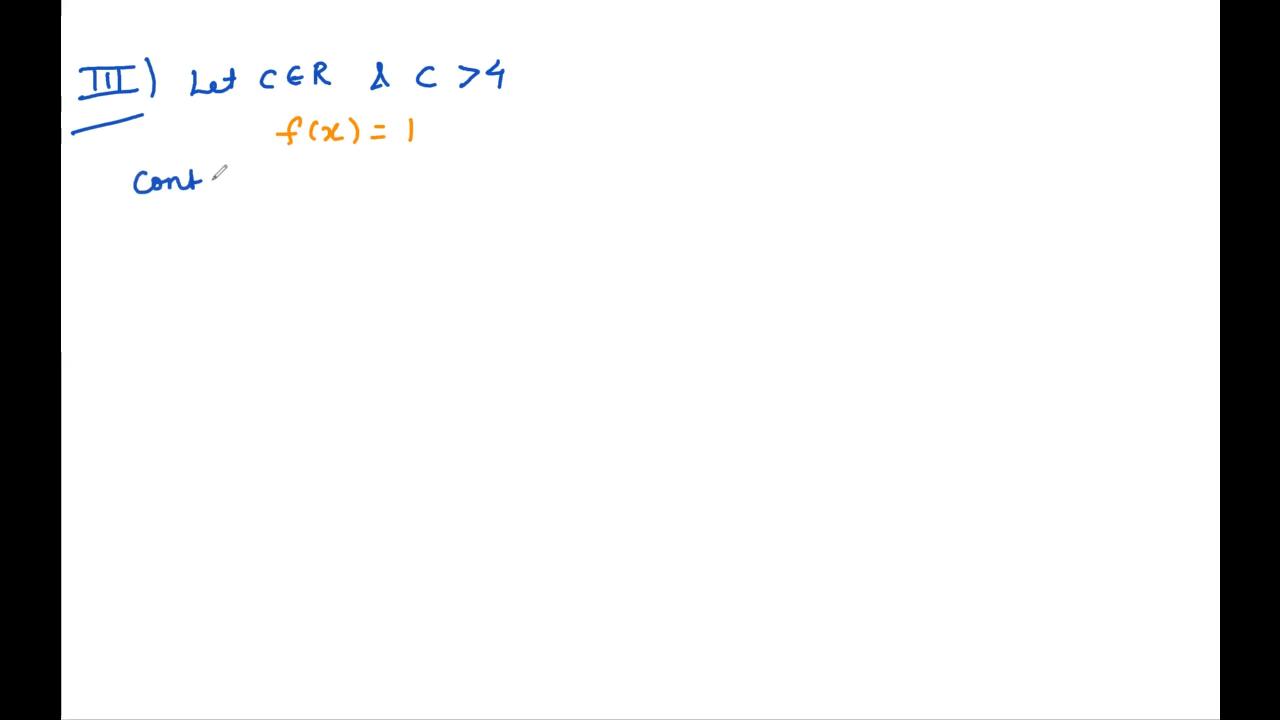 III) Let C ∈ R & C > 4
f(x) = 1
Cont